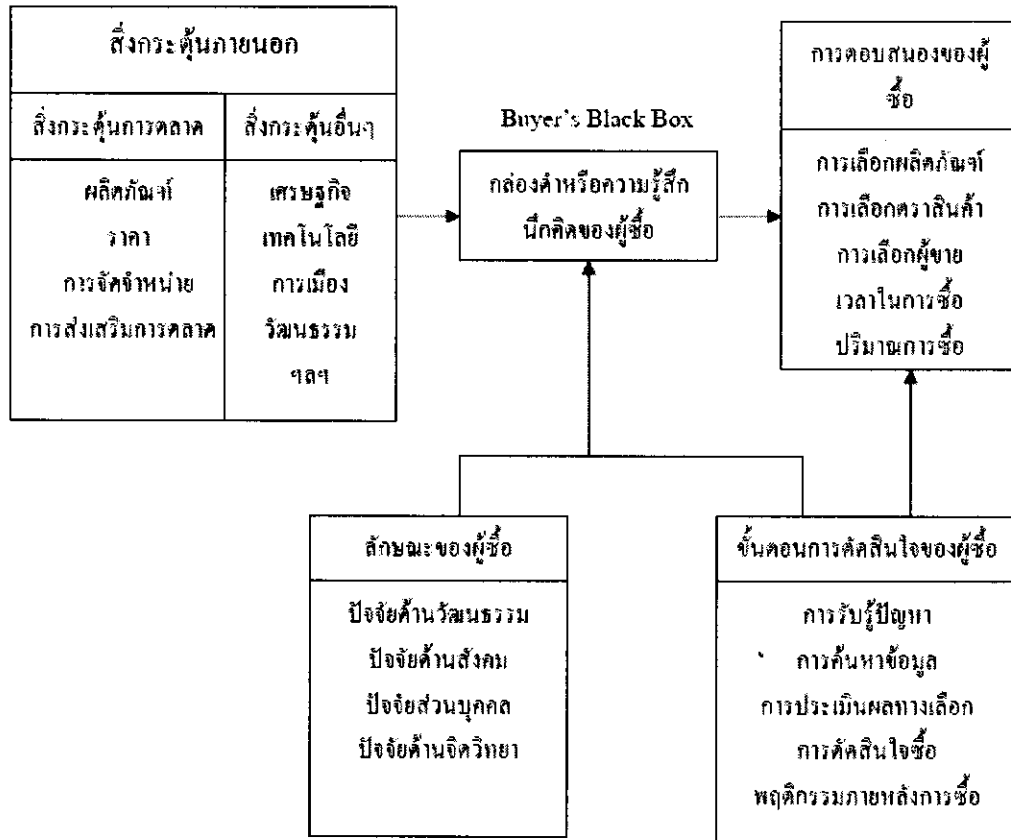 สิ่งกระตุ้นภายนอก
สิ่งกระตุ้นการตลาด
ผลิตภัณฑ์
ราคา
การจัดจำหน่าย
การส่งเสริมการตลาด
สิ่งกระตุ้นอื่นๆ
เศรษฐกิจ
เทคโนโลยี
การเมือง
วัฒนธรรม
ฯลฯ
Buyer's Black Box
กล่องดำหรือความรู้สึก
นึกคิดของผู้ซื้อ
การตอบสนองของผู้
ซื้อ
การเลือกผลิตภัณฑ์
การเลือกตราสินค้า
การเลือกผู้ขาย
เวลาในการซื้อ
ปริมาณการซื้อ
ลักษณะของผู้ซื้อ
ปัจจัยด้านวัฒนธรรม
ปัจจัยด้านสังคม
ปัจจัยส่วนบุคคล
ปัจจัยด้านจิตวิทยา
ขั้นตอนการตัดสินใจของผู้ซื้อ
การรับรู้ปัญหา
การค้นหาข้อมูล
การประเมินผลทางเลือก
การตัดสินใจซื้อ
พฤติกรรมภายหลังการซื้อ